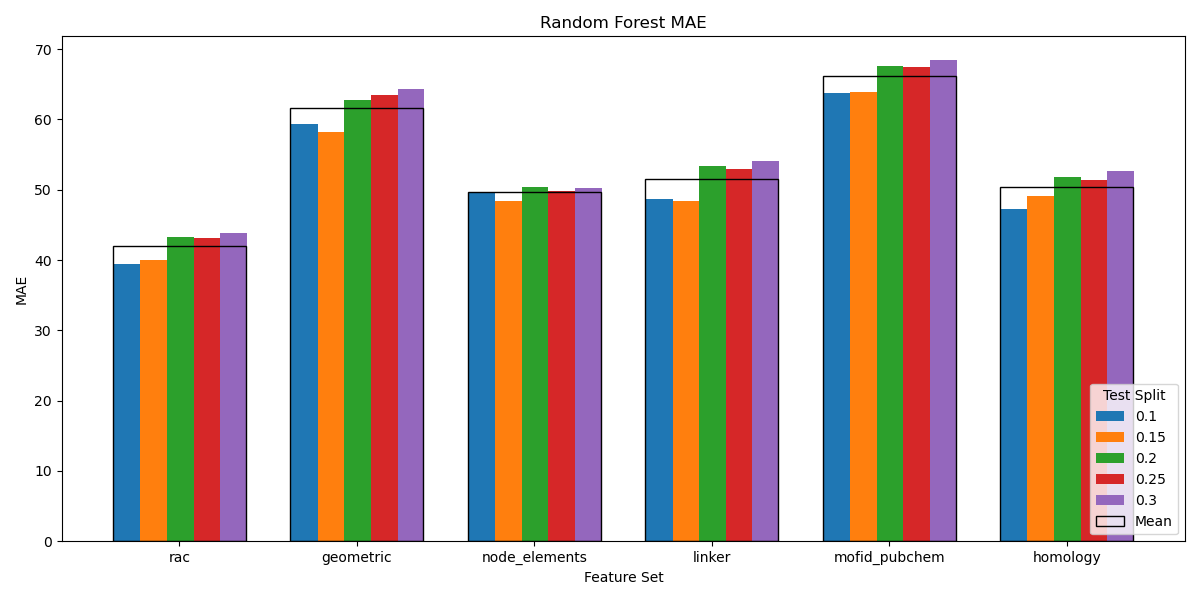 Random Forest MAE
70
60
50
40
30
20
10
0
MAE
rac geometric node_elements linker mofid_pubchem homology
Feature Set
Test Split
0.1
0.15
0.2
0.25
0.3
Mean